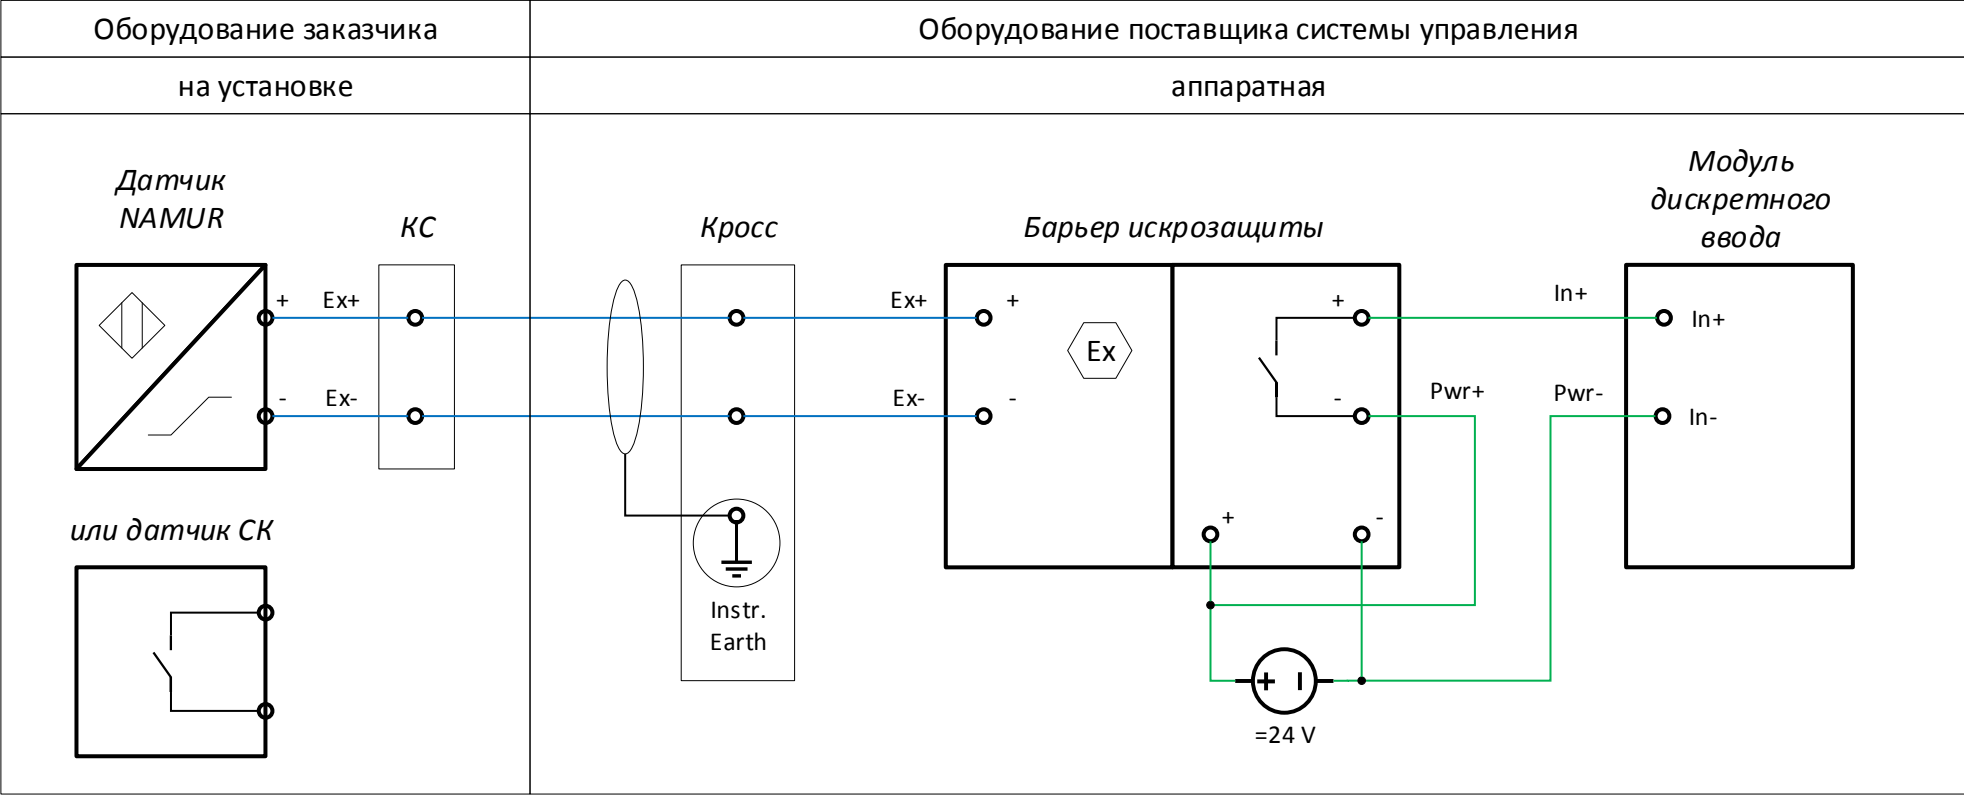 Оборудование заказчика
Оборудование поставщика системы управления
на установке
аппаратная
Датчик
NAMUR
КС
Кросс
Барьер искрозащиты
Модуль
дискретного
ввода
+
Ex+
Ex+
+
Ex
+
In+
In+
-
Ex-
Ex-
-
-
Pwr+
Pwr-
In-
или датчик СК
+
-
Instr.
Earth
=24 V